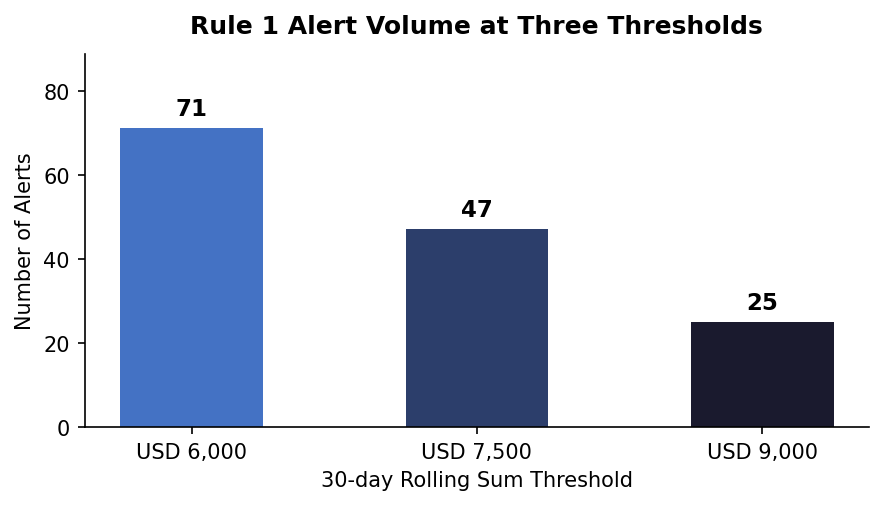 Rule 1 Alert Volume at Three Thresholds
Number of Alerts
80
60
40
20
0
71
47
25
USD 6,000
USD 7,500
USD 9,000
30-day Rolling Sum Threshold